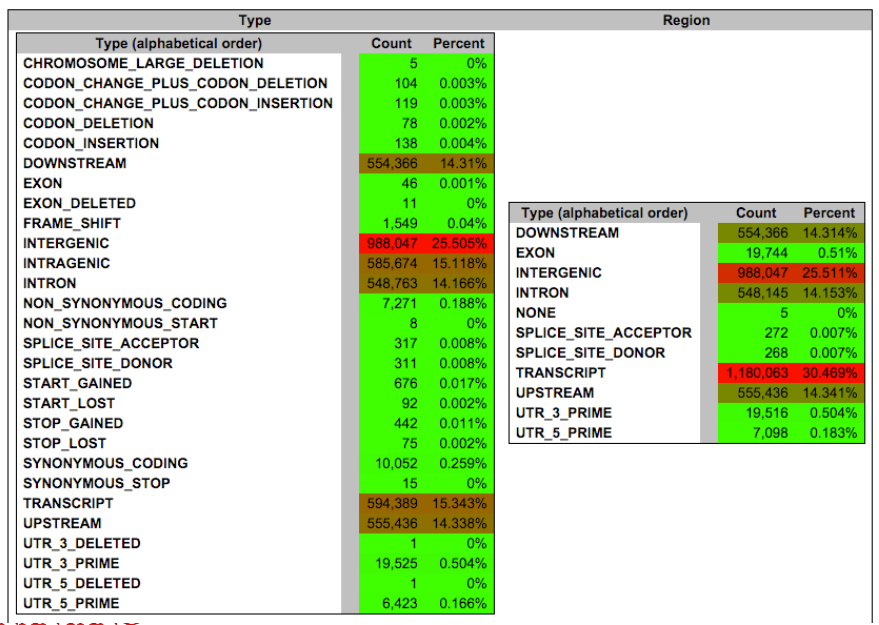 Type Region
Type (alphabetical order) Count Percent
CHROMOSOME_LARGE_DELETION 5 0%
CODON_CHANGE_PLUS_CODON_DELETION 104 0.003%
CODON_CHANGE_PLUS_CODON_INSERTION 119 0.003%
CODON_DELETION 78 0.002%
CODON_INSERTION 138 0.004%
DOWNSTREAM 554,366 14.31%
EXON 46 0.001%
EXON_DELETED 11 0%
FRAME_SHIFT 1,549 0.04%
INTERGENIC 988,047 25.505%
INTRAGENIC 585,674 15.118%
INTRON 548,763 14.166%
NON_SYNONYMOUS_CODING 7,271 0.188%
NON_SYNONYMOUS_START 8 0%
SPLICE_SITE_ACCEPTOR 317 0.008%
SPLICE_SITE_DONOR 311 0.008%
START_GAINED 676 0.017%
START_LOST 92 0.002%
STOP_GAINED 442 0.011%
STOP_LOST 75 0.002%
SYNONYMOUS_CODING 10,052 0.259%
SYNONYMOUS_STOP 15 0%
TRANSCRIPT 594,389 15.343%
UPSTREAM 555,436 14.338%
UTR_3_DELETED 1 0%
UTR_3_PRIME 19,525 0.504%
UTR_5_DELETED 1 0%
UTR_5_PRIME 6,423 0.166%
Type (alphabetical order) Count Percent
DOWNSTREAM 554,366 14.314%
EXON 19,744 0.51%
INTERGENIC 988,047 25.511%
INTRON 548,145 14.153%
NONE 5 0%
SPLICE_SITE_ACCEPTOR 272 0.007%
SPLICE_SITE_DONOR 268 0.007%
TRANSCRIPT 1,180,063 30.469%
UPSTREAM 555,436 14.341%
UTR_3_PRIME 19,516 0.504%
UTR_5_PRIME 7,098 0.183%